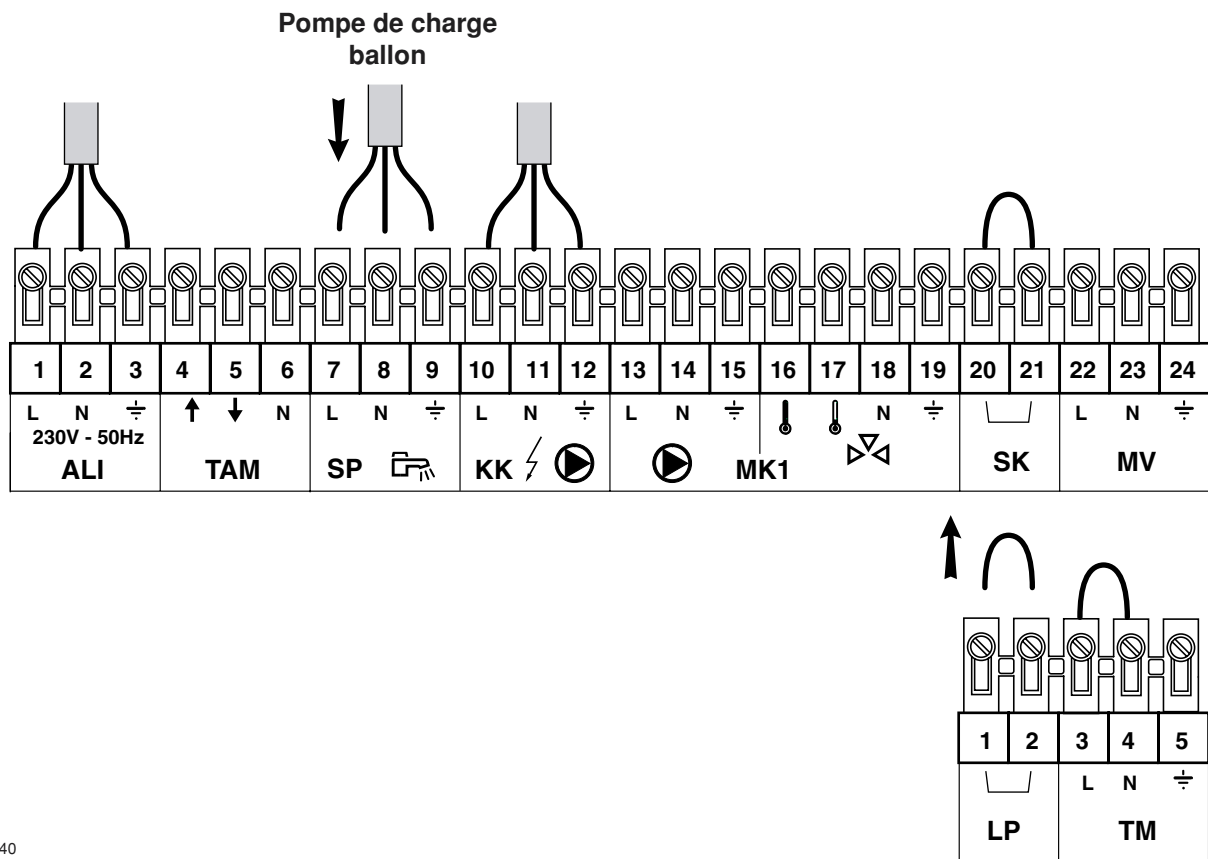 Pompe de charge
ballon
1 2 3 4 5 6 7 8 9 10 11 12 13 14 15 16 17 18 19 20 21 22 23 24
L N N L N L N L N N L N
230V - 50Hz
ALI TAM SP KK MK1 SK MV
1 2 3 4 5
L N
LP TM
40